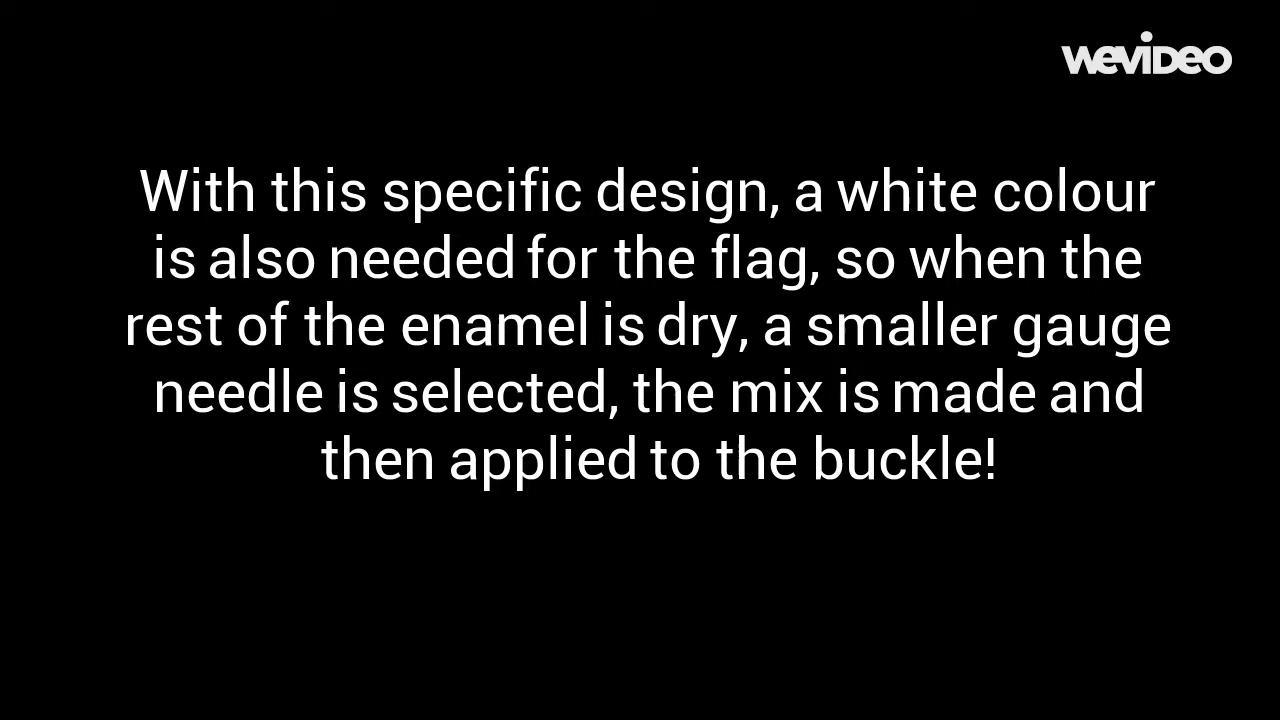 WEVIDEO
With this specific design, a white colour
is also needed for the flag, so when the
rest of the enamel is dry, a smaller gauge
needle is selected, the mix is made and
then applied to the buckle!